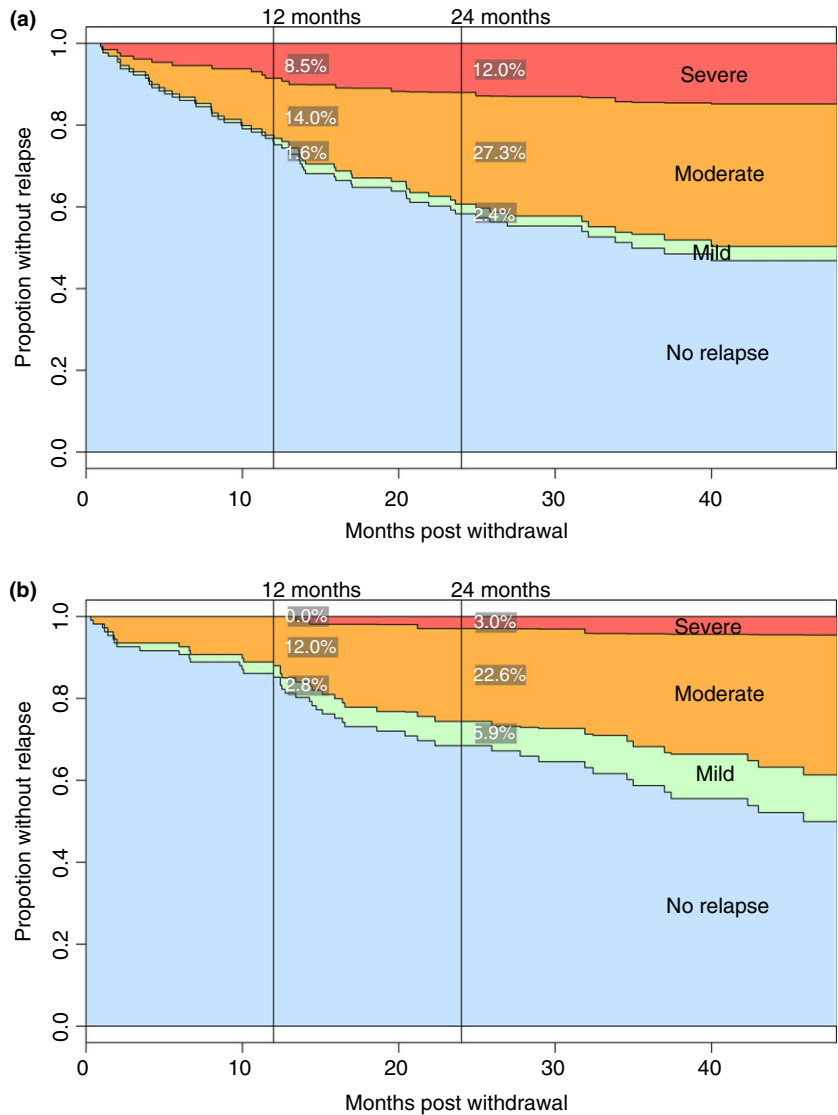 (a)
12 months
24 months
1.0
0.8
0.6
0.4
0.2
0.0
Propotion without relapse
8.5%
14.0%
1.6%
12.0%
27.3%
2.4%
Severe
Moderate
Mild
No relapse
0
10
20
30
40
Months post withdrawal
(b)
12 months
24 months
1.0
0.8
0.6
0.4
0.2
0.0
Propotion without relapse
0.0%
12.0%
2.8%
3.0%
22.6%
5.9%
Severe
Moderate
Mild
No relapse
0
10
20
30
40
Months post withdrawal